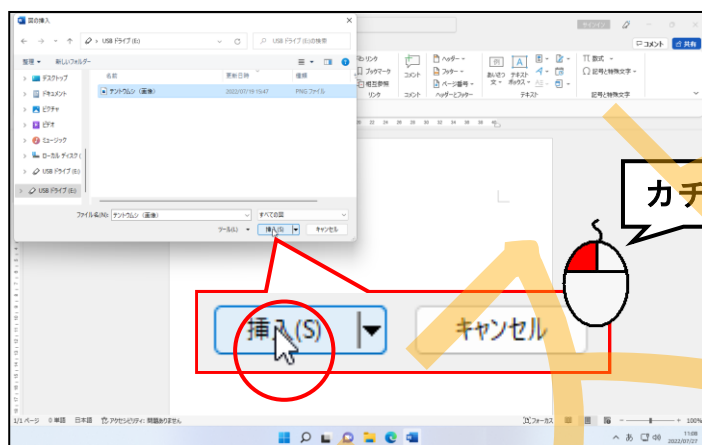 図の挿入
サインイン
USB ドライブ (E:)
USB ドライブ (E:)の検索
コメント
共有
整理
新しいフォルダー
名前
更新日時
種類
デスクトップ
ドキュメント
ピクチャ
ビデオ
ミュージック
ローカル ディスク (
USB ドライブ (E:)
USB ドライブ (E:)
テントウムシ (画像)
2022/07/19 15:47
PNG ファイル
リンク
ブックマーク
相互参照
リンク
コメント
コメント
ヘッダー
フッター
ページ番号
ヘッダーとフッター
あいさつ文
テキストボックス
テキスト
数式
記号と特殊文字
記号と特殊文字
ファイル名(N):
テントウムシ (画像)
すべての図
ツール(L)
挿入(S)
キャンセル
カチ
挿入(S)
キャンセル
1/1 ページ
0 単語
日本語
アクセシビリティ: 問題ありません
フォーカス
100%
あ
11:08
2022/07/27